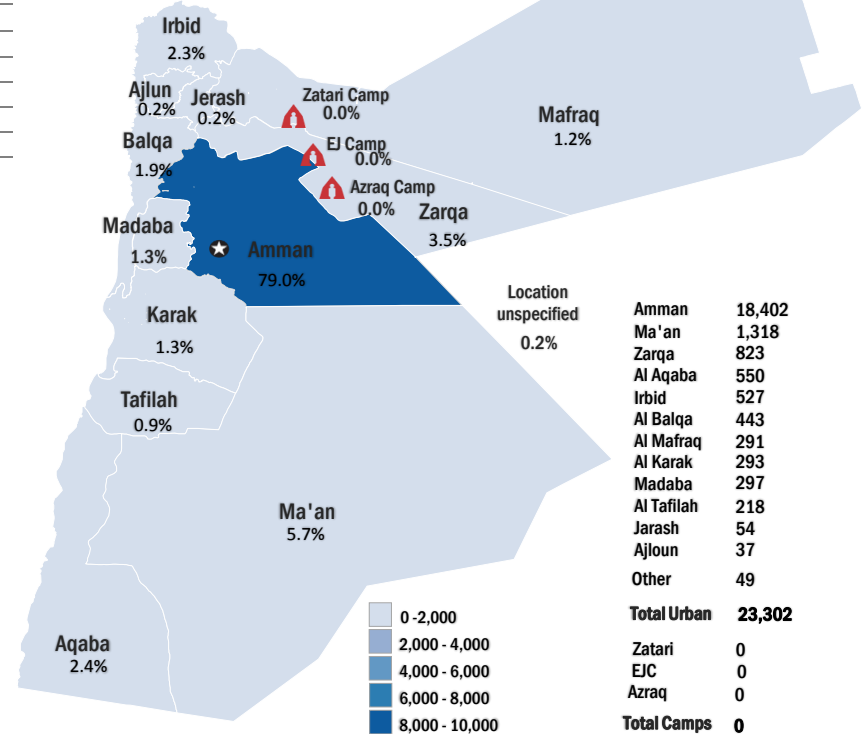 Irbid
2.3%
Ajlun
0.2%
Jerash
0.2%
Zatari Camp
0.0%
Mafraq
1.2%
Balqa
1.9%
EJ Camp
0.0%
Azraq Camp
0.0%
Zarqa
3.5%
Madaba
1.3%
Amman
79.0%
Location
unspecified
0.2%
Karak
1.3%
Tafilah
0.9%
Ma'an
5.7%
Aqaba
2.4%
0 -2,000
2,000 - 4,000
4,000 - 6,000
6,000 - 8,000
8,000 - 10,000
Amman 18,402
Ma'an 1,318
Zarqa 823
Al Aqaba 550
Irbid 527
Al Balqa 443
Al Mafraq 291
Al Karak 293
Madaba 297
Al Tafilah 218
Jarash 54
Ajloun 37
Other 49
Total Urban 23,302
Zatari 0
EJC 0
Azraq 0
Total Camps 0